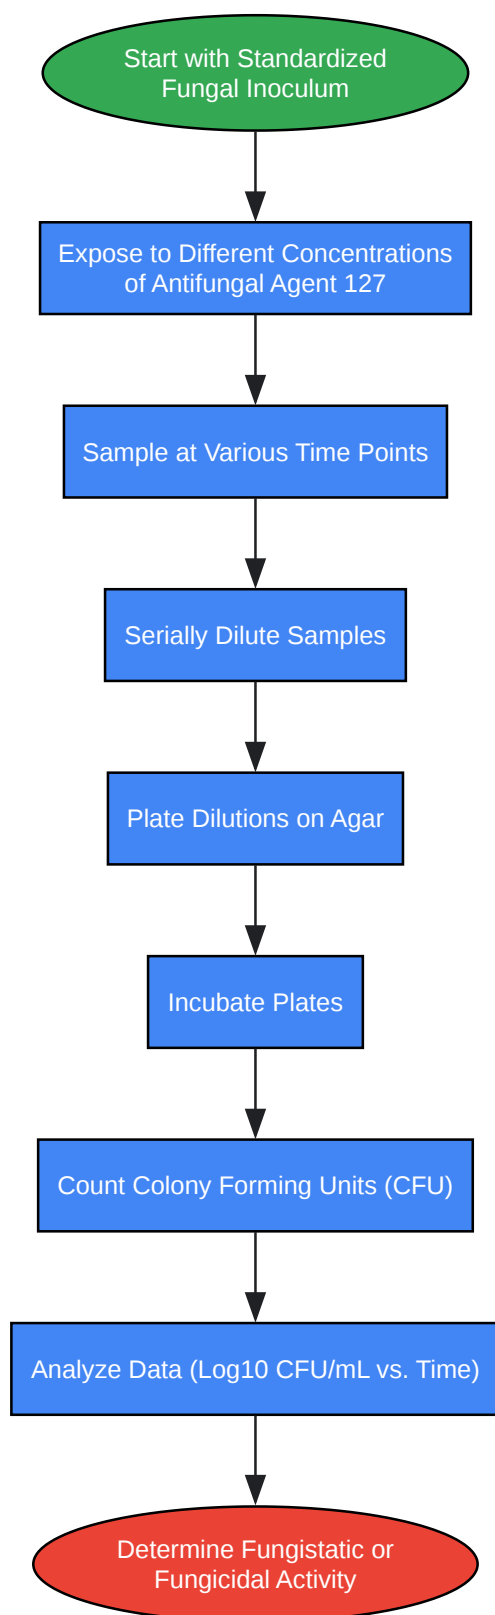 Start with Standardized
Fungal Inoculum
Expose to Different Concentrations
of Antifungal Agent 127
Sample at Various Time Points
Serially Dilute Samples
Plate Dilutions on Agar
Incubate Plates
Count Colony Forming Units (CFU)
Analyze Data (Log10 CFU/mL vs. Time)
Determine Fungistatic or
Fungicidal Activity